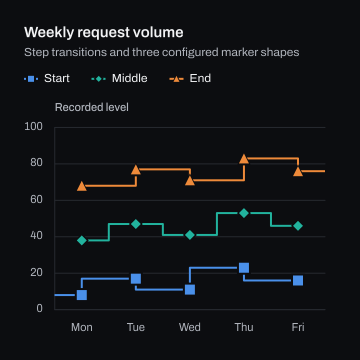 Weekly request volume
Step transitions and three configured marker shapes
Start Middle End
Recorded level
100
80
60
40
20
0
Mon Tue Wed Thu Fri